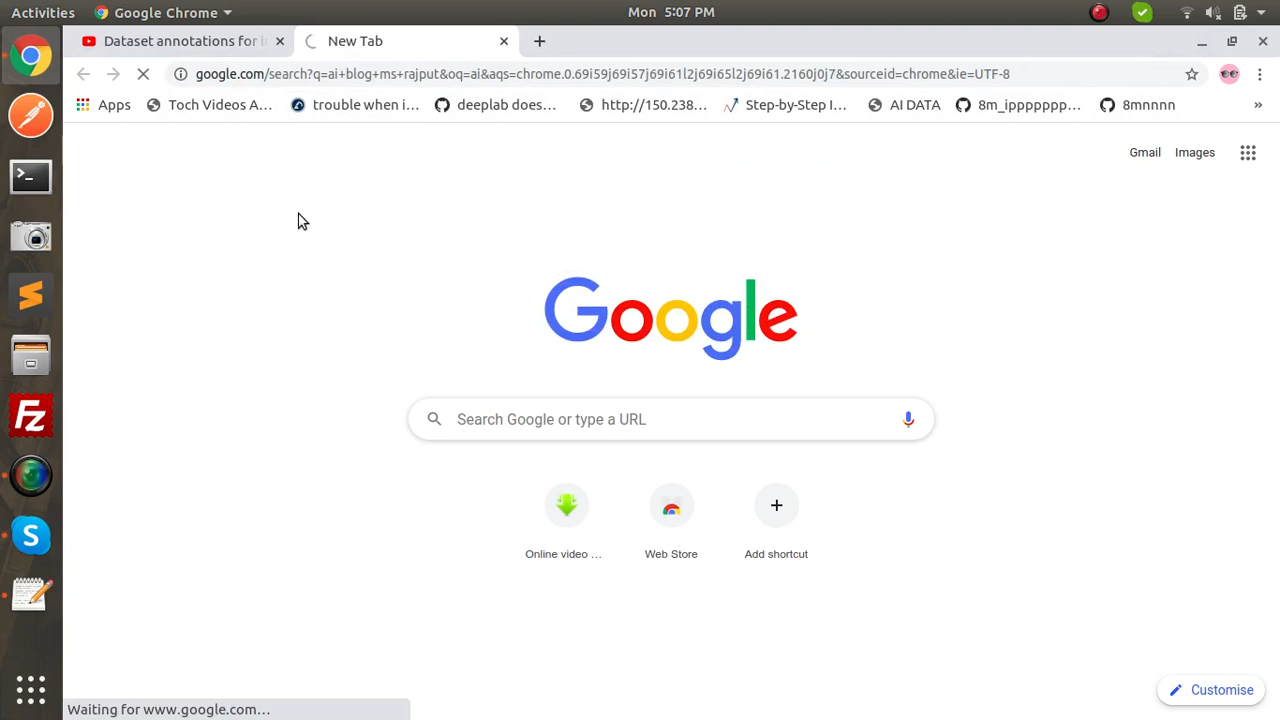 Activities
Google Chrome
Mon 5:07 PM
Dataset annotations for i
New Tab
google.com/search?q=ai+blog+ms+rajput&oq=ai&aqs=chrome.0.69i59j69i57j69i61l2j69i65l2j69i61.2160j0j7&sourceid=chrome&ie=UTF-8
Apps
Toch Videos A...
trouble when i...
deeplab does...
http://150.238...
Step-by-Step I...
AI DATA
8m_ippppppp...
8mnnnn
»
Gmail
Images
Google
Search Google or type a URL
Online video ...
Web Store
Add shortcut
Customise
Waiting for www.google.com...
Fz
S